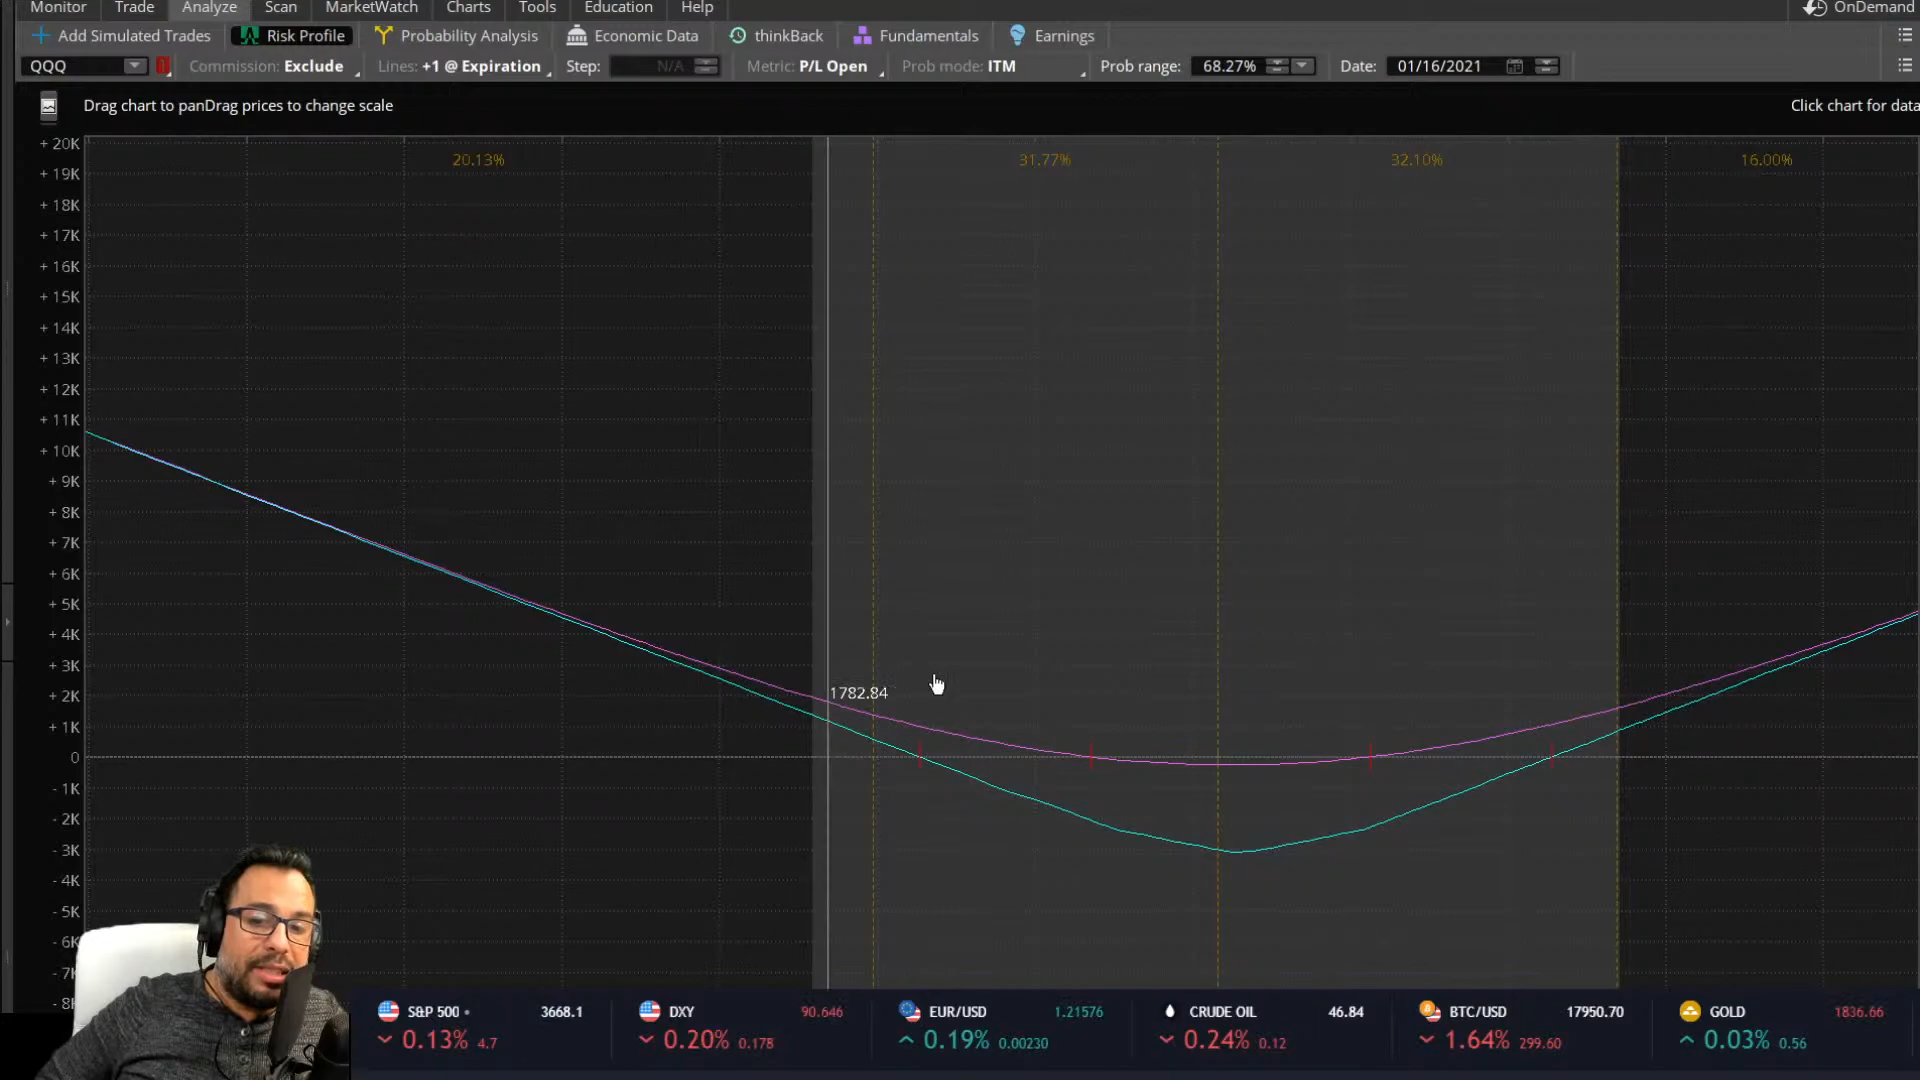 Monitor Trade Analyze Scan MarketWatch Charts Tools Education Help OnDemand
Add Simulated Trades Risk Profile Probability Analysis Economic Data thinkBack Fundamentals Earnings
QQQ Commission: Exclude Lines: +1 @ Expiration Step: N/A Metric: P/L Open Prob mode: ITM Prob range: 68.27% Date: 01/16/2021
Drag chart to panDrag prices to change scale Click chart for data
+ 20K
20.13% 31.77% 32.10% 16.00%
+ 19K
+ 18K
+ 17K
+ 16K
+ 15K
+ 14K
+ 13K
+ 12K
+ 11K
+ 10K
+ 9K
+ 8K
+ 7K
+ 6K
+ 5K
+ 4K
+ 3K
+ 2K
1782.84
+ 1K
0
- 1K
- 2K
- 3K
- 4K
- 5K
- 6K
- 7K
- 8K
S&P 500 3668.1 DXY 90.646 EUR/USD 1.21576 CRUDE OIL 46.84 BTC/USD 17950.70 GOLD 1836.66
0.13% 4.7 0.20% 0.178 0.19% 0.00230 0.24% 0.12 1.64% 299.60 0.03% 0.56